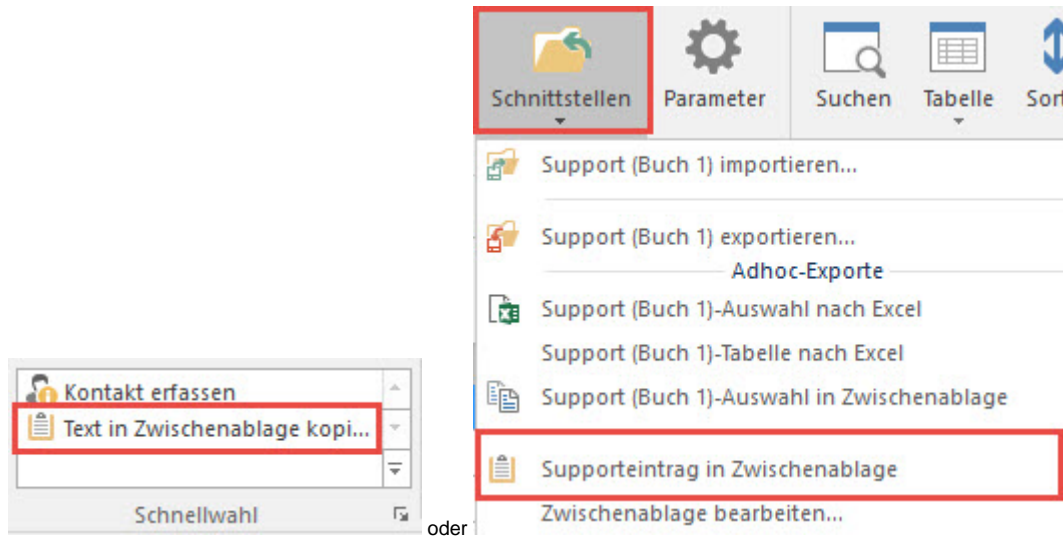 Schnittstellen Parameter Suchen Tabelle Sort
Support (Buch 1) importieren...
Support (Buch 1) exportieren...
Adhoc-Exporte
Support (Buch 1)-Auswahl nach Excel
Support (Buch 1)-Tabelle nach Excel
Support (Buch 1)-Auswahl in Zwischenablage
Supporteintrag in Zwischenablage
Zwischenablage bearbeiten...
Kontakt erfassen
Text in Zwischenablage kopi...
Schnellwahl
oder